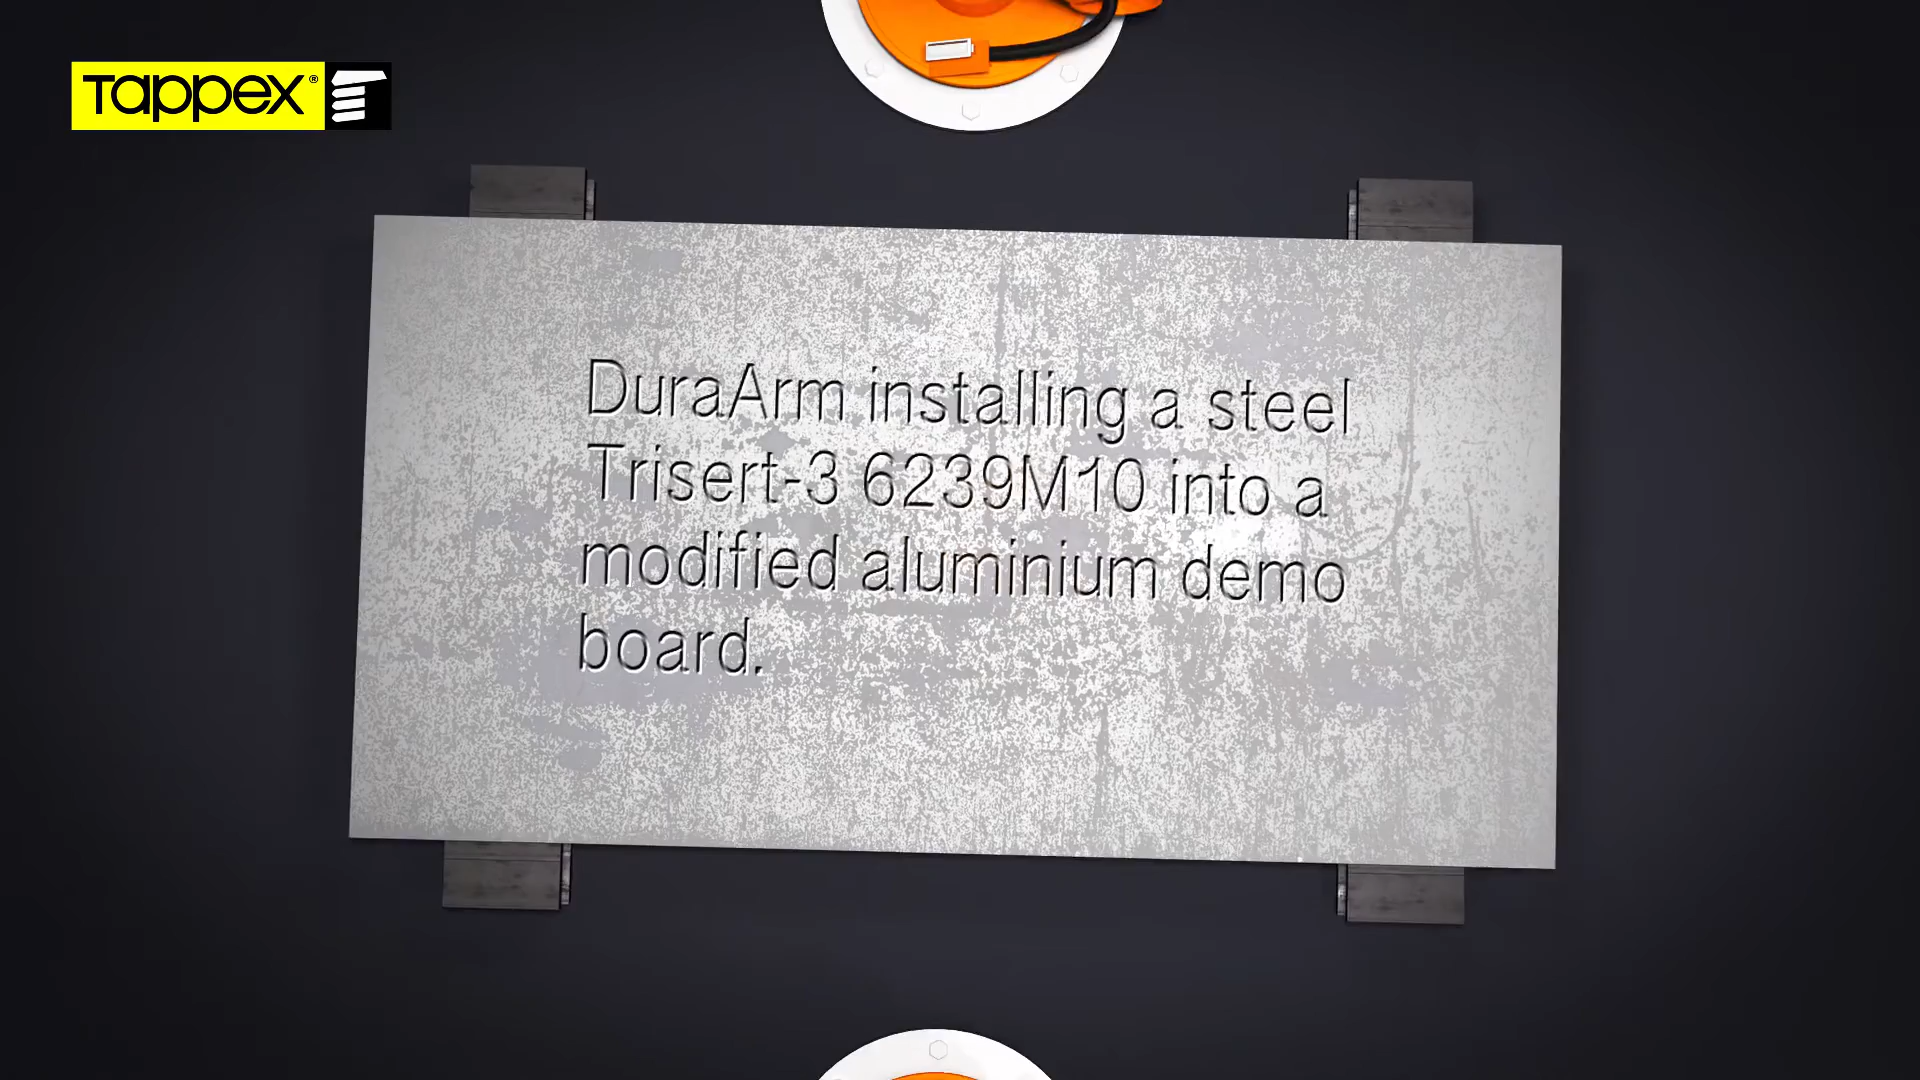 Tappex®
DuraArm installing a steel
Trisert-3 6239M10 into a
modified aluminium demo
board.